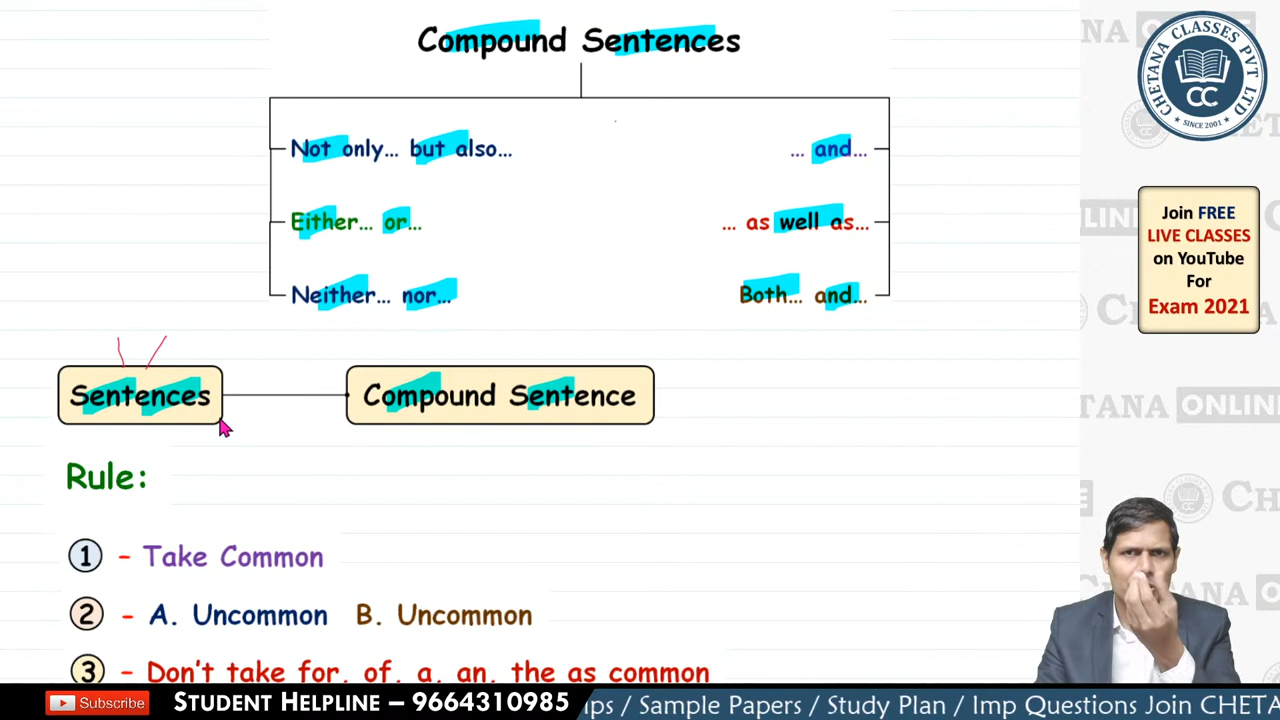 Compound Sentences
Not only... but also...
... and...
Either... or...
... as well as...
Neither... nor...
Both... and...
Sentences
Compound Sentence
Rule:
1 - Take Common
2 - A. Uncommon B. Uncommon
3 - Don't take for, of, a, an, the as common
CHETANA CLASSES PVT LTD
CC
SINCE 2001
Join FREE
LIVE CLASSES
on YouTube
For
Exam 2021
TANA ONLINE
Subscribe
STUDENT HELPLINE – 9664310985
ips / Sample Papers / Study Plan / Imp Questions Join CHETA